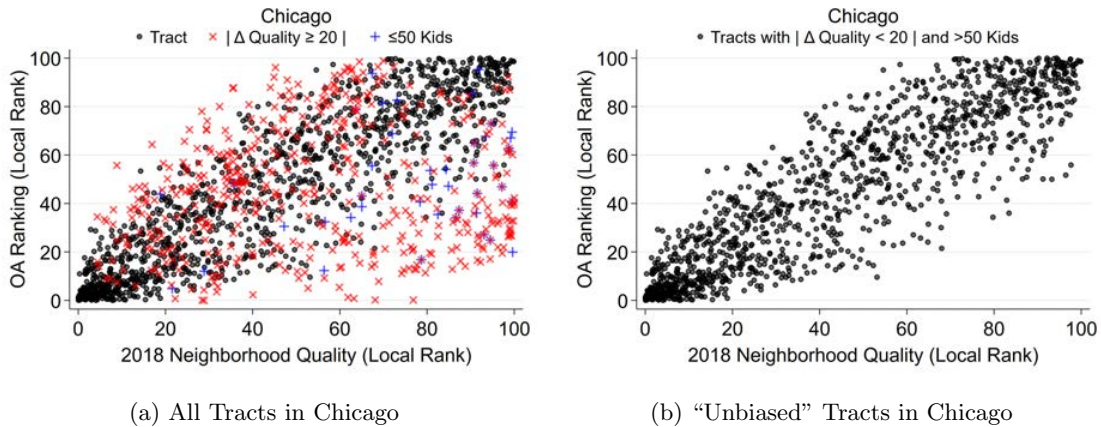 Chicago
Tract | Δ Quality ≥ 20 | ≤50 Kids
OA Ranking (Local Rank)
100
80
60
40
20
0
0 20 40 60 80 100
2018 Neighborhood Quality (Local Rank)
(a) All Tracts in Chicago
Chicago
Tracts with | Δ Quality < 20 | and >50 Kids
OA Ranking (Local Rank)
100
80
60
40
20
0
0 20 40 60 80 100
2018 Neighborhood Quality (Local Rank)
(b) “Unbiased” Tracts in Chicago